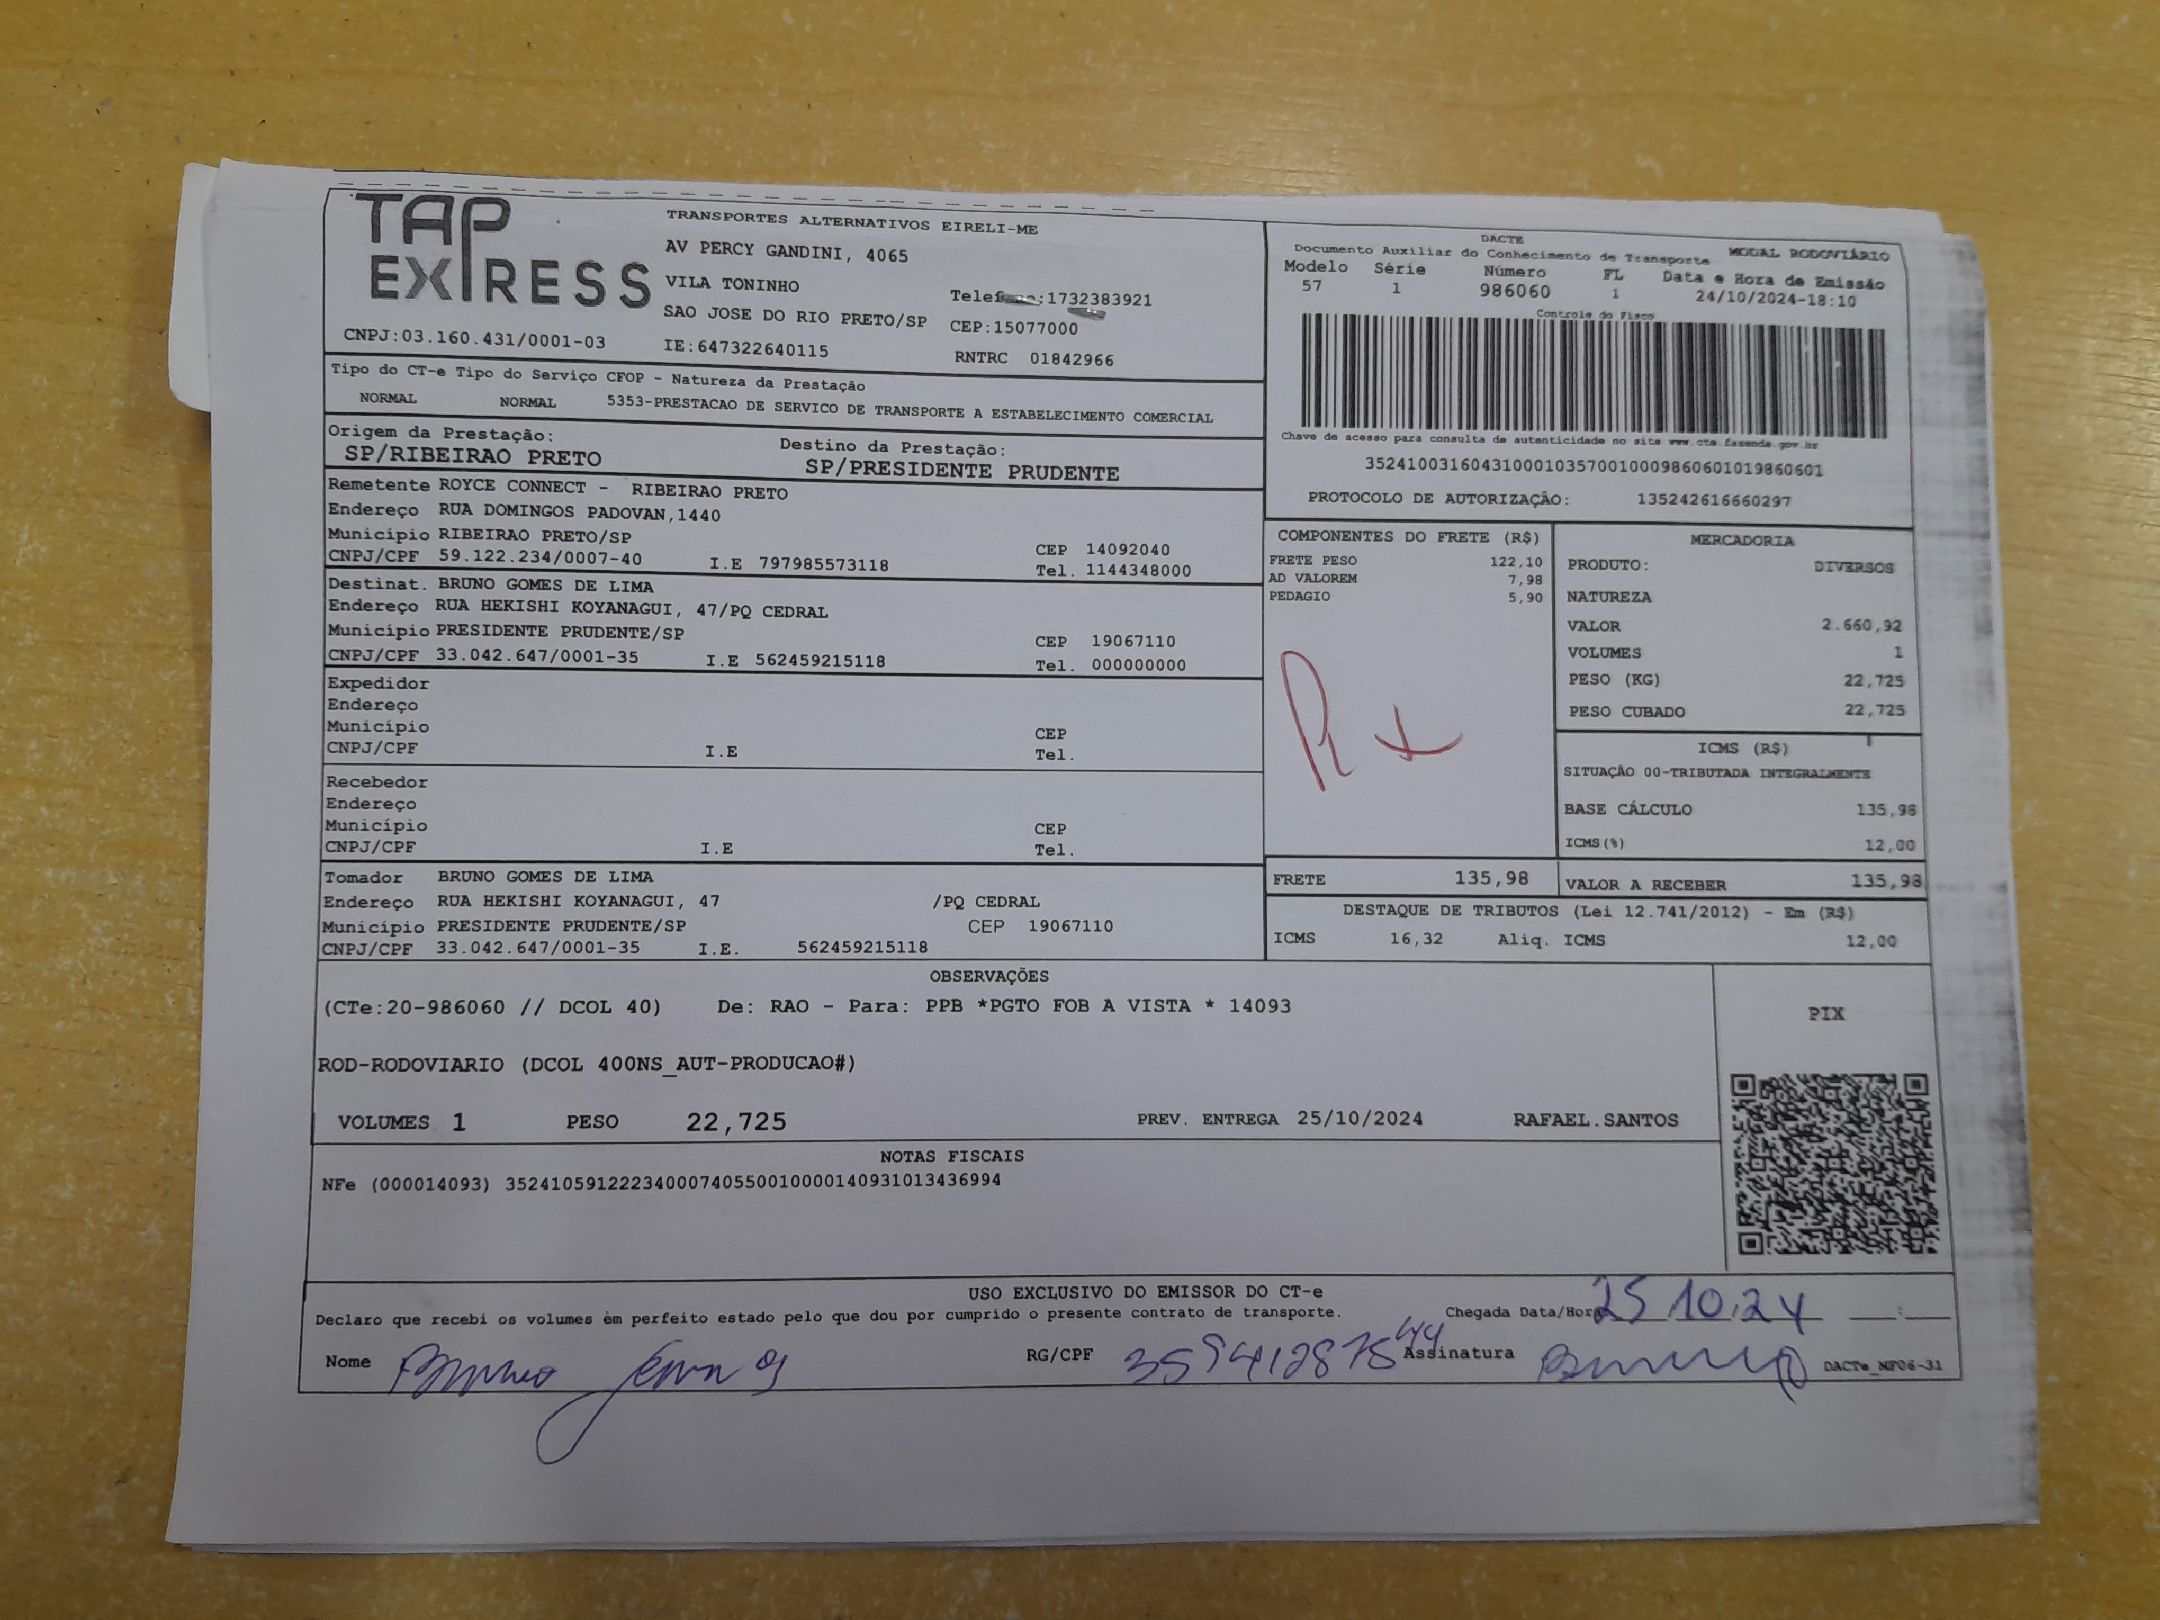 TAP
EXPRESS
TRANSPORTES ALTERNATIVOS EIRELI-ME
AV PERCY GANDINI, 4065
VILA TONINHO
Telefone:1732383921
SAO JOSE DO RIO PRETO/SP CEP:15077000
CNPJ:03.160.431/0001-03 IE:647322640115 RNTRC 01842966
DACTE
Documento Auxiliar do Conhecimento de Transporte MODAL RODOVIÁRIO
Modelo Série Número FL Data e Hora de Emissão
57 1 986060 1 24/10/2024-18:10
Controle do Fisco
Chave de acesso para consulta de autenticidade no site www.cte.fazenda.gov.br
35241003160431000103570010009860601019860601
PROTOCOLO DE AUTORIZAÇÃO: 135242616660297
Tipo do CT-e Tipo do Serviço CFOP - Natureza da Prestação
NORMAL NORMAL 5353-PRESTACAO DE SERVICO DE TRANSPORTE A ESTABELECIMENTO COMERCIAL
Origem da Prestação: Destino da Prestação:
SP/RIBEIRAO PRETO SP/PRESIDENTE PRUDENTE
Remetente ROYCE CONNECT - RIBEIRAO PRETO
Endereço RUA DOMINGOS PADOVAN,1440
Município RIBEIRAO PRETO/SP CEP 14092040
CNPJ/CPF 59.122.234/0007-40 I.E 797985573118 Tel. 1144348000
Destinat. BRUNO GOMES DE LIMA
Endereço RUA HEKISHI KOYANAGUI, 47/PQ CEDRAL
Município PRESIDENTE PRUDENTE/SP CEP 19067110
CNPJ/CPF 33.042.647/0001-35 I.E 562459215118 Tel. 000000000
Expedidor
Endereço
Município CEP
CNPJ/CPF I.E Tel.
Recebedor
Endereço
Município CEP
CNPJ/CPF I.E Tel.
Tomador BRUNO GOMES DE LIMA
Endereço RUA HEKISHI KOYANAGUI, 47 /PQ CEDRAL
Município PRESIDENTE PRUDENTE/SP CEP 19067110
CNPJ/CPF 33.042.647/0001-35 I.E. 562459215118
COMPONENTES DO FRETE (R$)
FRETE PESO 122,10
AD VALOREM 7,98
PEDAGIO 5,90
MERCADORIA
PRODUTO: DIVERSOS
NATUREZA
VALOR 2.660,92
VOLUMES 1
PESO (KG) 22,725
PESO CUBADO 22,725
ICMS (R$)
SITUAÇÃO 00-TRIBUTADA INTEGRALMENTE
BASE CÁLCULO 135,98
ICMS(%) 12,00
FRETE 135,98 VALOR A RECEBER 135,98
DESTAQUE DE TRIBUTOS (Lei 12.741/2012) - Em (R$)
ICMS 16,32 Aliq. ICMS 12,00
OBSERVAÇÕES
(CTe:20-986060 // DCOL 40) De: RAO - Para: PPB *PGTO FOB A VISTA * 14093
ROD-RODOVIARIO (DCOL 400NS_AUT-PRODUCAO#)
VOLUMES 1 PESO 22,725 PREV. ENTREGA 25/10/2024 RAFAEL.SANTOS
PIX
NOTAS FISCAIS
NFe (000014093) 35241059122234000740550010000140931013436994
USO EXCLUSIVO DO EMISSOR DO CT-e
Declaro que recebi os volumes em perfeito estado pelo que dou por cumprido o presente contrato de transporte. Chegada Data/Hora 25 10.24 __:__
Nome Bruno RG/CPF Assinatura Bruno DACTe_NF06-31